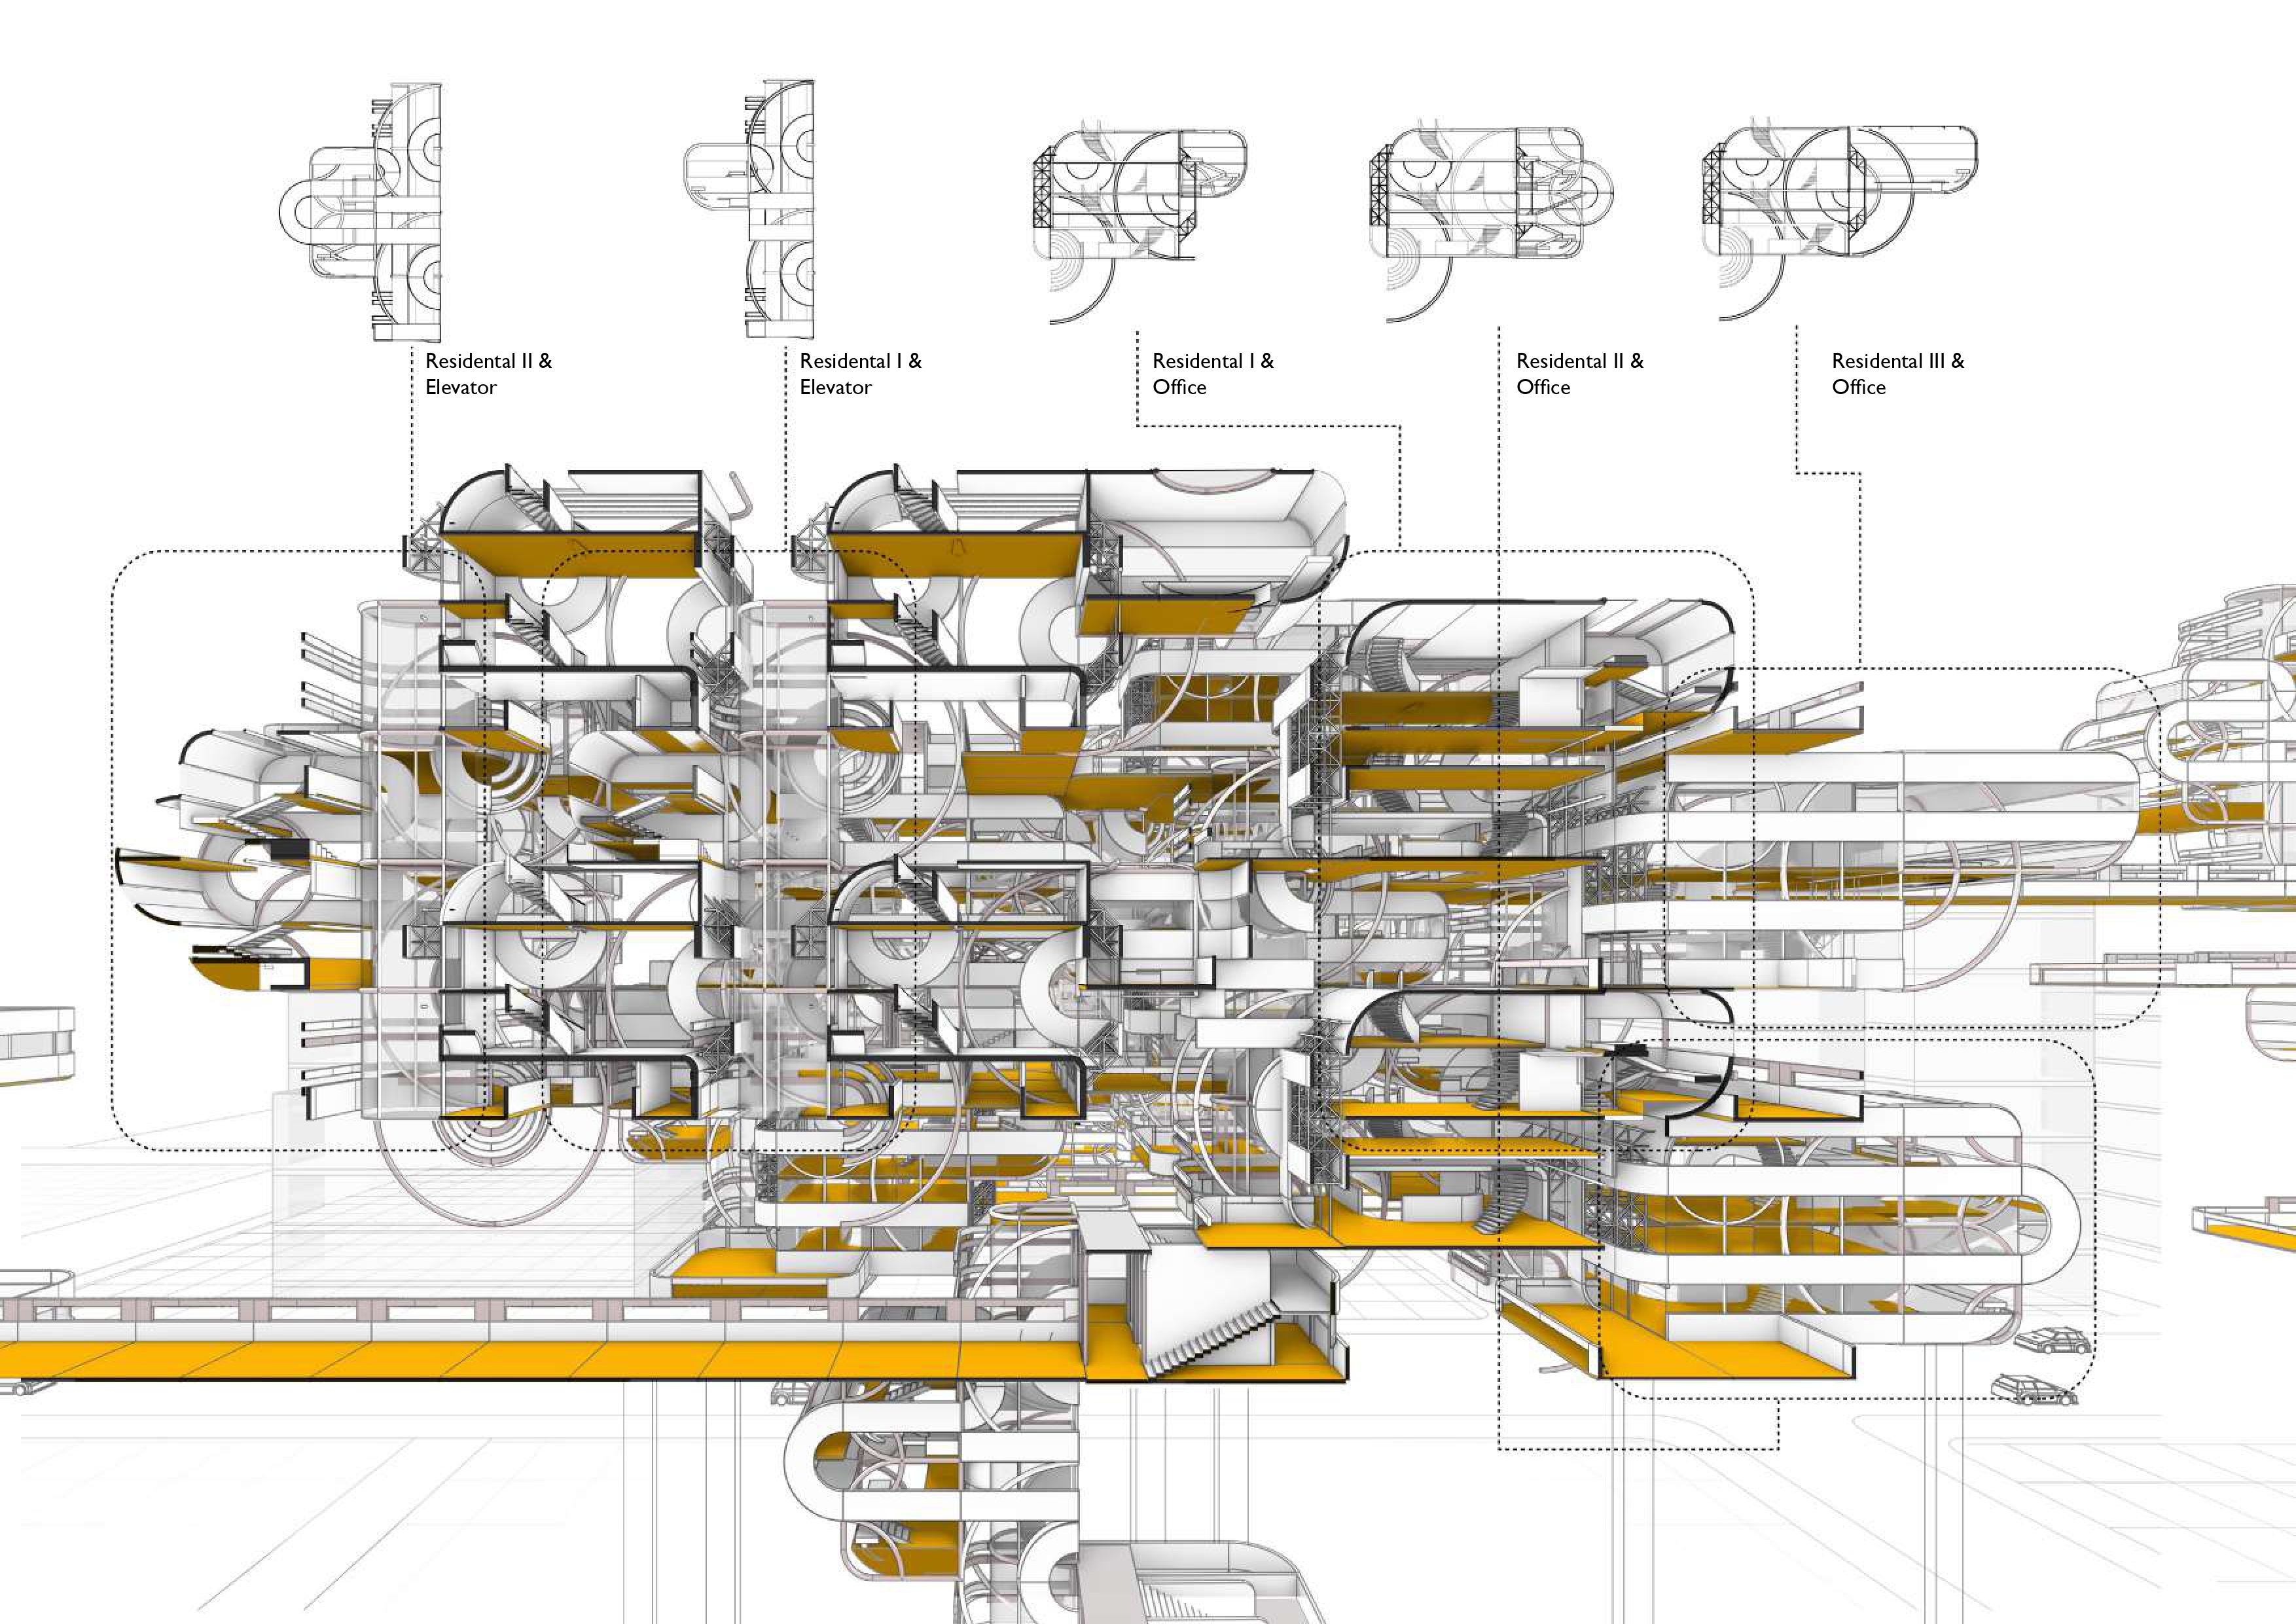 Residental II &
Elevator
Residental I &
Elevator
Residental I &
Office
Residental II &
Office
Residental III &
Office